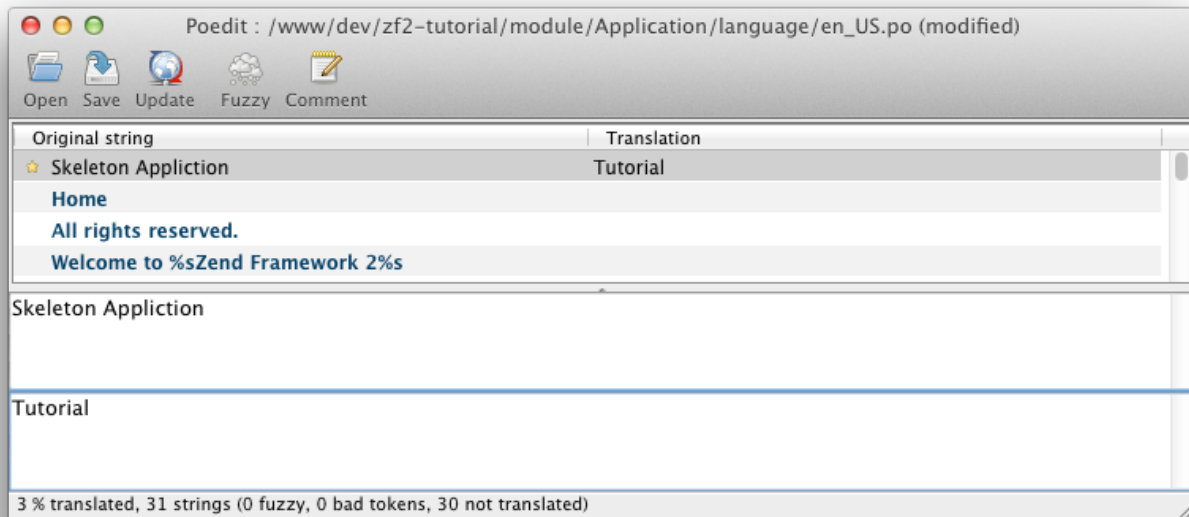 Poedit : /www/dev/zf2-tutorial/module/Application/language/en_US.po (modified)
Open Save Update Fuzzy Comment
Original string Translation
Skeleton Appliction Tutorial
Home
All rights reserved.
Welcome to %sZend Framework 2%s
Skeleton Appliction
Tutorial
3 % translated, 31 strings (0 fuzzy, 0 bad tokens, 30 not translated)